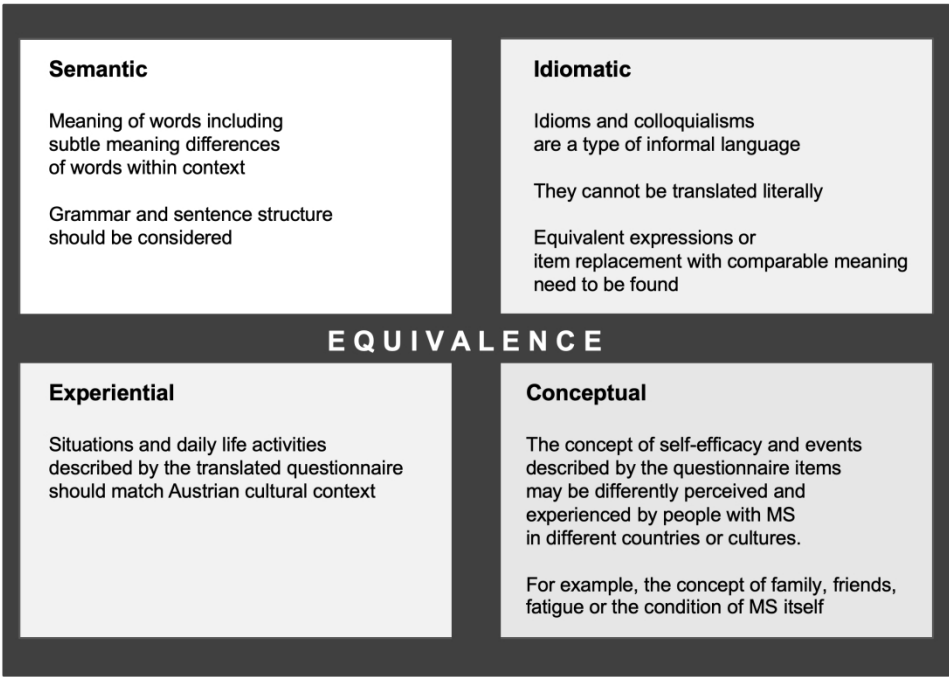 Semantic
Meaning of words including
subtle meaning differences
of words within context
Grammar and sentence structure
should be considered
Idiomatic
Idioms and colloquialisms
are a type of informal language
They cannot be translated literally
Equivalent expressions or
item replacement with comparable meaning
need to be found
EQUIVALENCE
Experiential
Situations and daily life activities
described by the translated questionnaire
should match Austrian cultural context
Conceptual
The concept of self-efficacy and events
described by the questionnaire items
may be differently perceived and
experienced by people with MS
in different countries or cultures.
For example, the concept of family, friends,
fatigue or the condition of MS itself